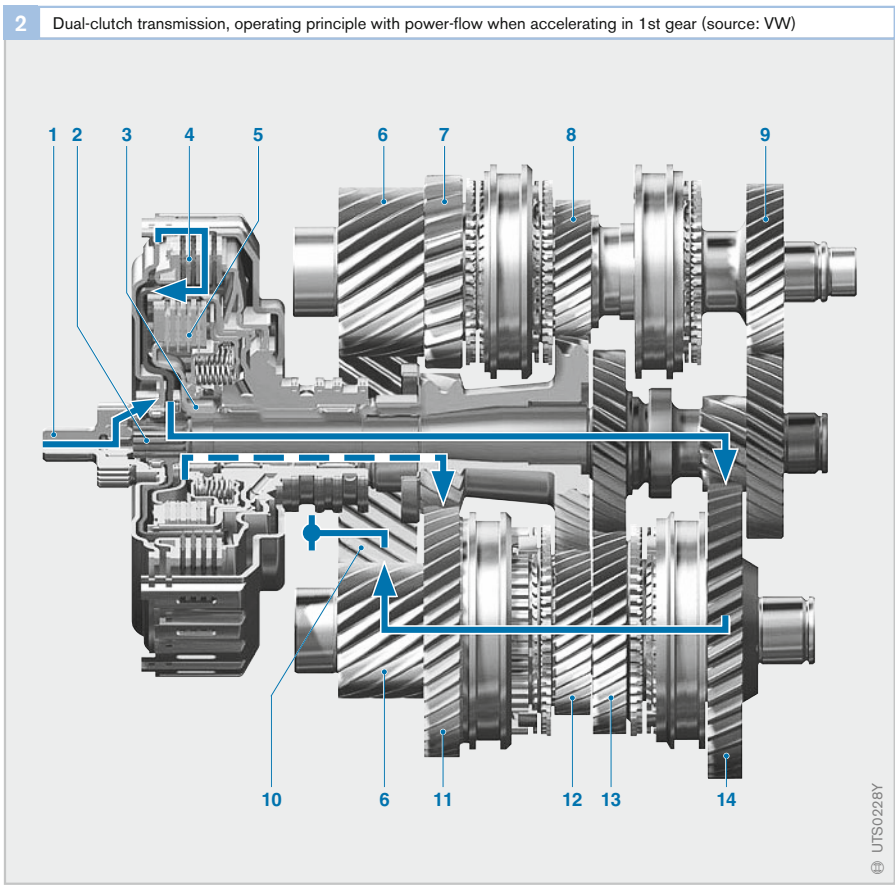 2 Dual-clutch transmission, operating principle with power-flow when accelerating in 1st gear (source: VW)
1 2 3 4 5 6 7 8 9
10 6 11 12 13 14
UTS0228Y